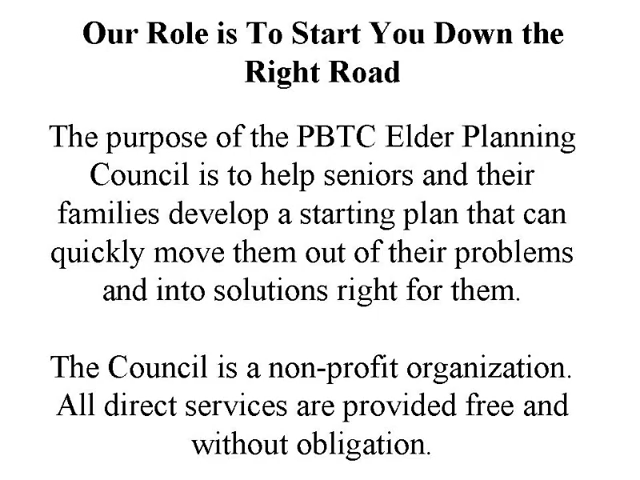 Our Role is To Start You Down the
Right Road
The purpose of the PBTC Elder Planning
Council is to help seniors and their
families develop a starting plan that can
quickly move them out of their problems
and into solutions right for them.
The Council is a non-profit organization.
All direct services are provided free and
without obligation.